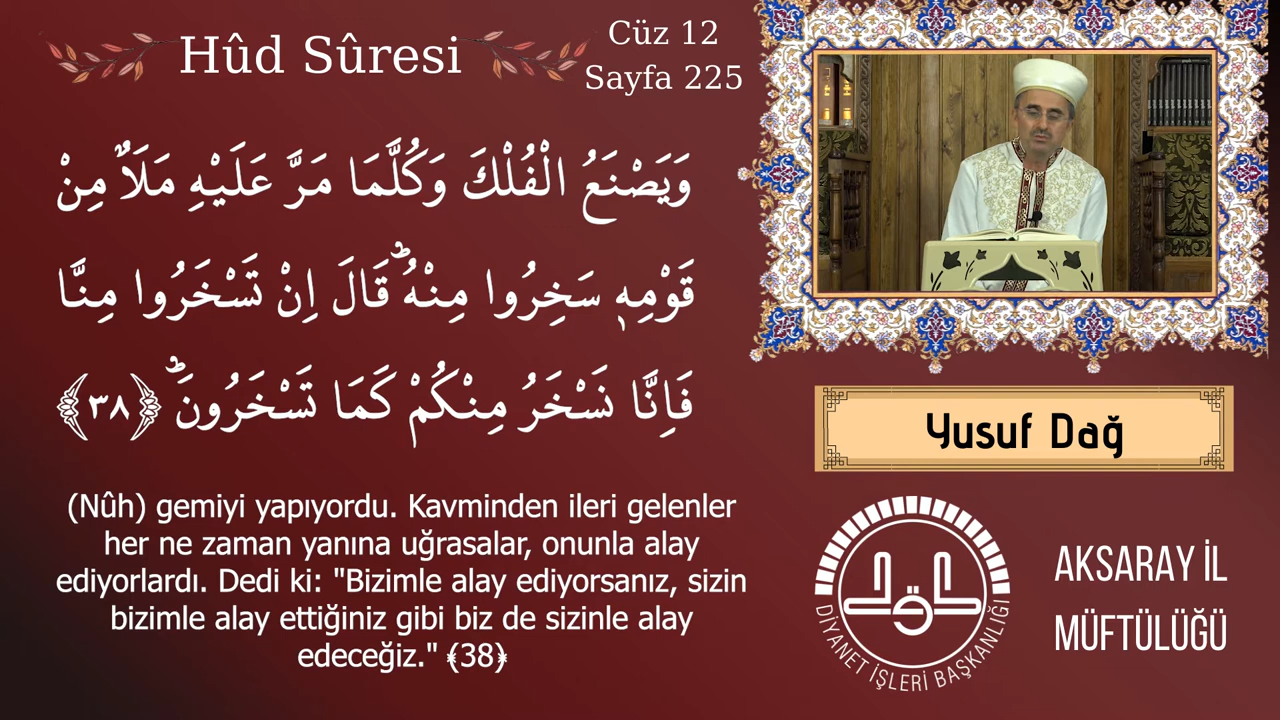 Hûd Sûresi
Cüz 12
Sayfa 225
وَيَصْنَعُ الْفُلْكَ وَكُلَّمَا مَرَّ عَلَيْهِ مَلَاٌ مِنْ
قَوْمِه۪ سَخِرُوا مِنْهُۜ قَالَ اِنْ تَسْخَرُوا مِنَّا
فَاِنَّا نَسْخَرُ مِنْكُمْ كَمَا تَسْخَرُونَۜ ﴿٣٨﴾
(Nûh) gemiyi yapıyordu. Kavminden ileri gelenler
her ne zaman yanına uğrasalar, onunla alay
ediyorlardı. Dedi ki: "Bizimle alay ediyorsanız, sizin
bizimle alay ettiğiniz gibi biz de sizinle alay
edeceğiz." ﴾38﴿
Yusuf Dağ
DİYANET İŞLERİ BAŞKANLIĞI
AKSARAY İL
MÜFTÜLÜĞÜ